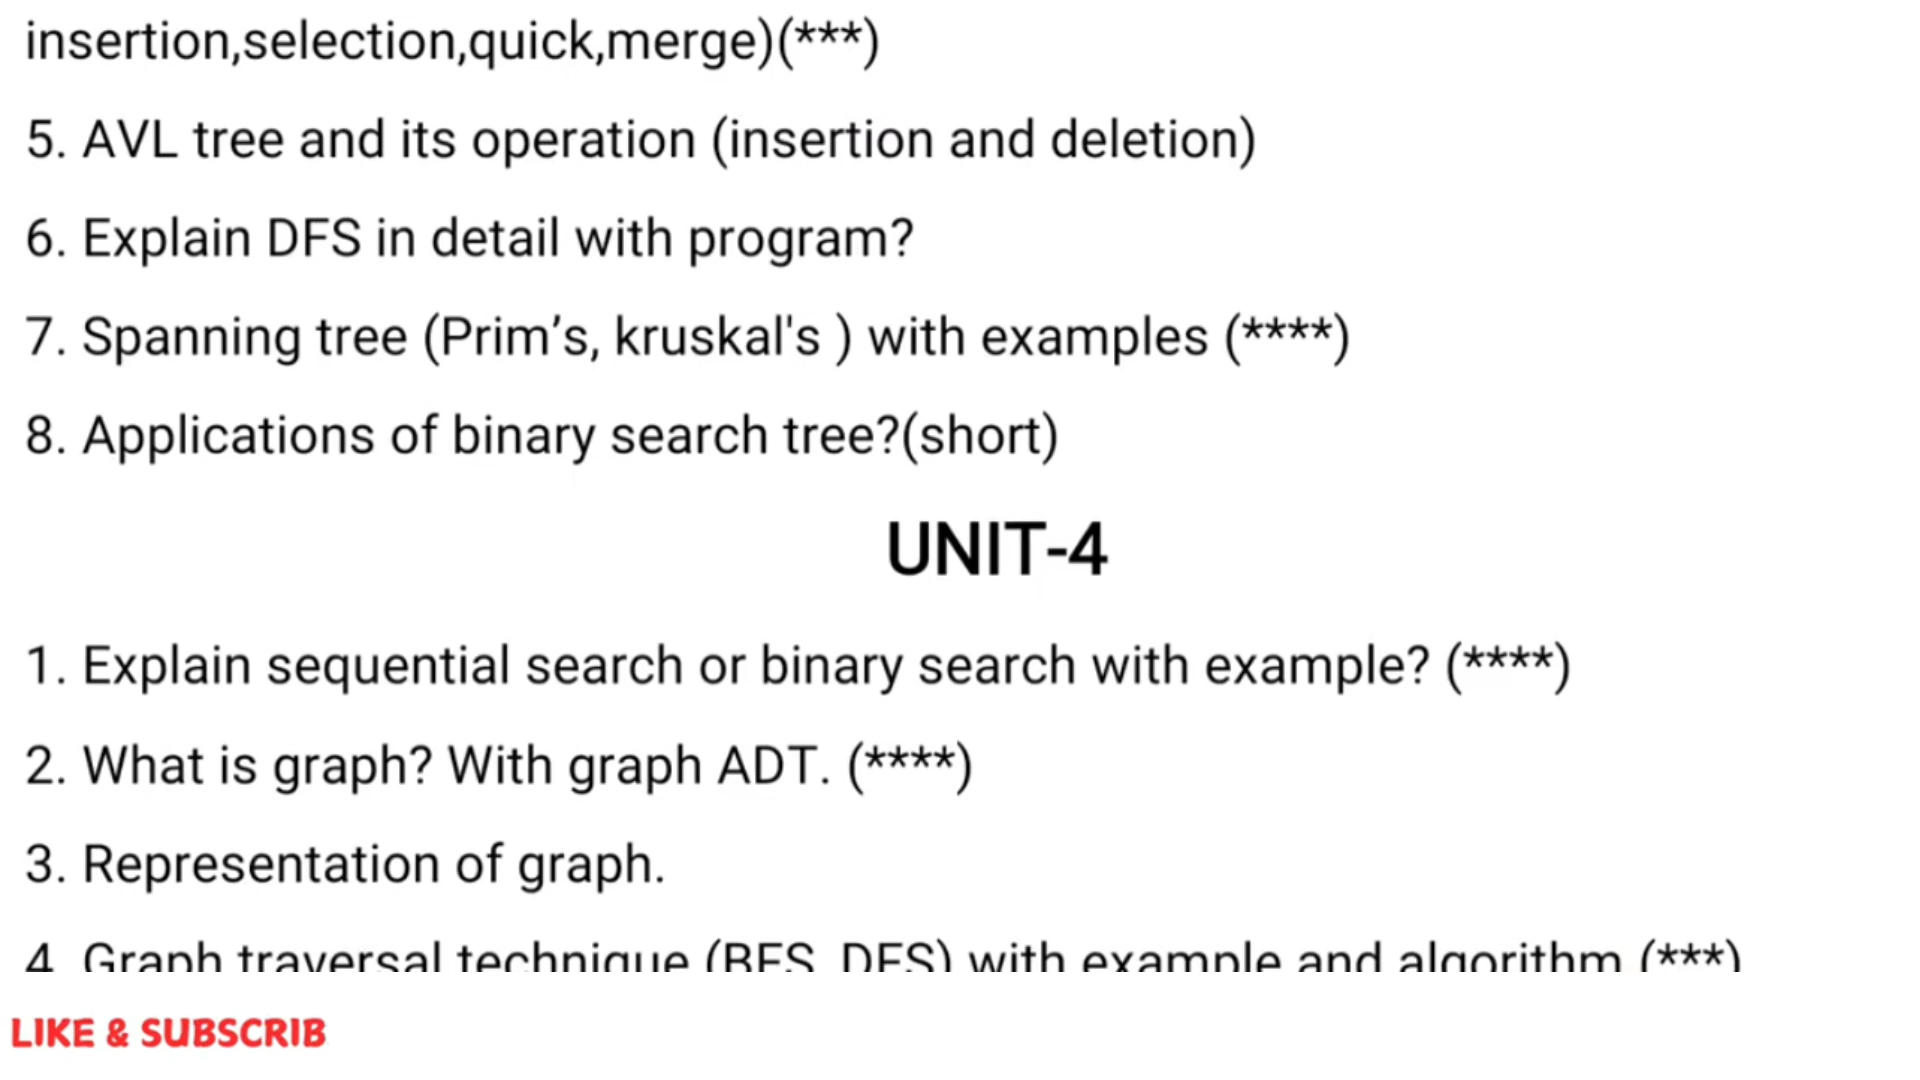 insertion,selection,quick,merge)(***)
5. AVL tree and its operation (insertion and deletion)
6. Explain DFS in detail with program?
7. Spanning tree (Prim’s, kruskal's ) with examples (****)
8. Applications of binary search tree?(short)
UNIT-4
1. Explain sequential search or binary search with example? (****)
2. What is graph? With graph ADT. (****)
3. Representation of graph.
4 Graph traversal technique (BFS, DFS) with example and algorithm (***)
LIKE & SUBSCRIB